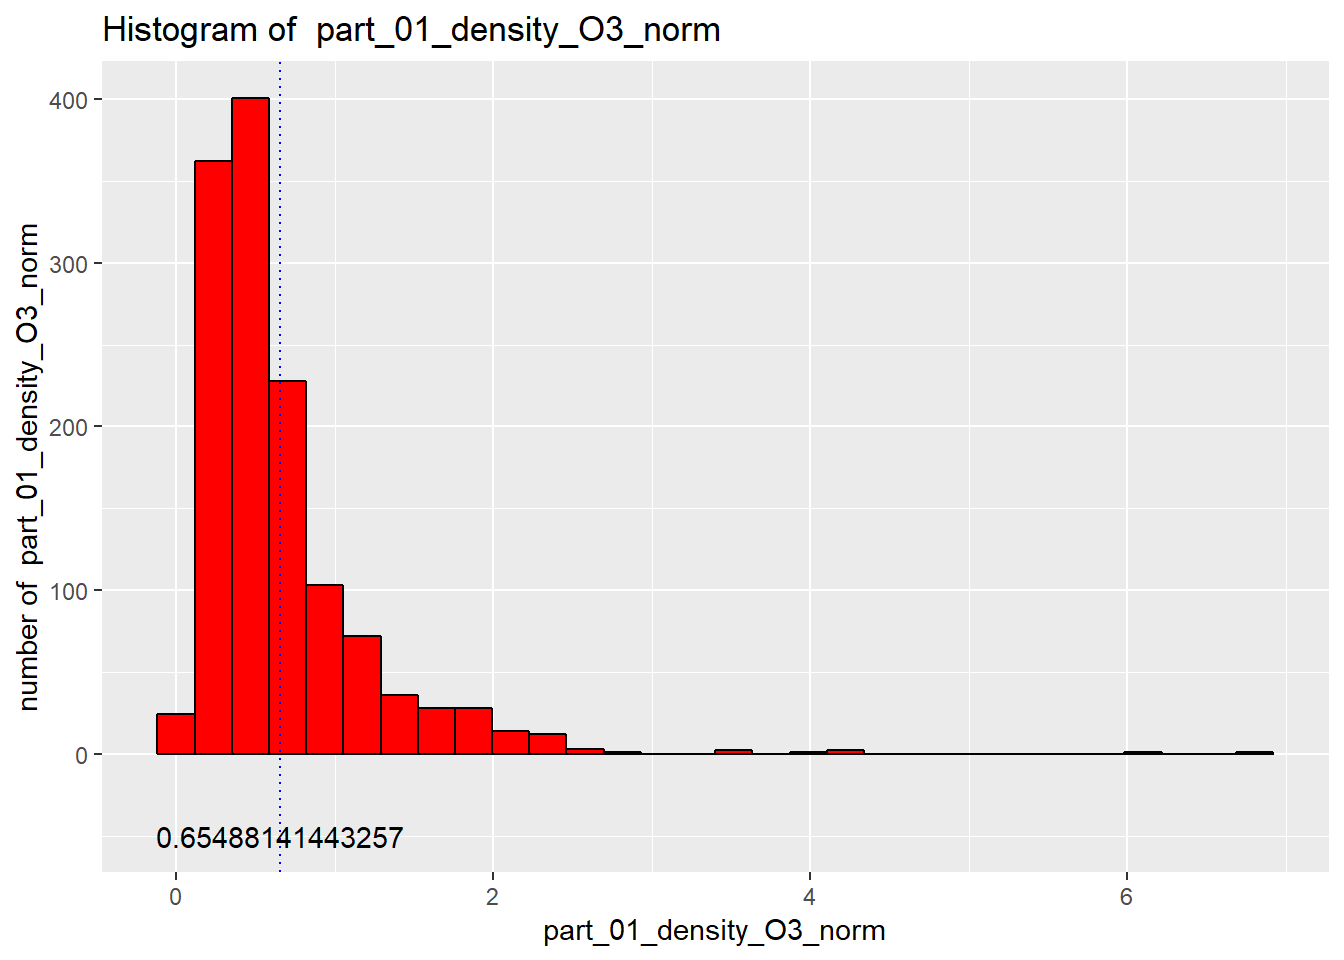 Histogram of  part_01_density_O3_norm
number of  part_01_density_O3_norm
400
300
200
100
0
0.65488141443257
0 2 4 6
part_01_density_O3_norm